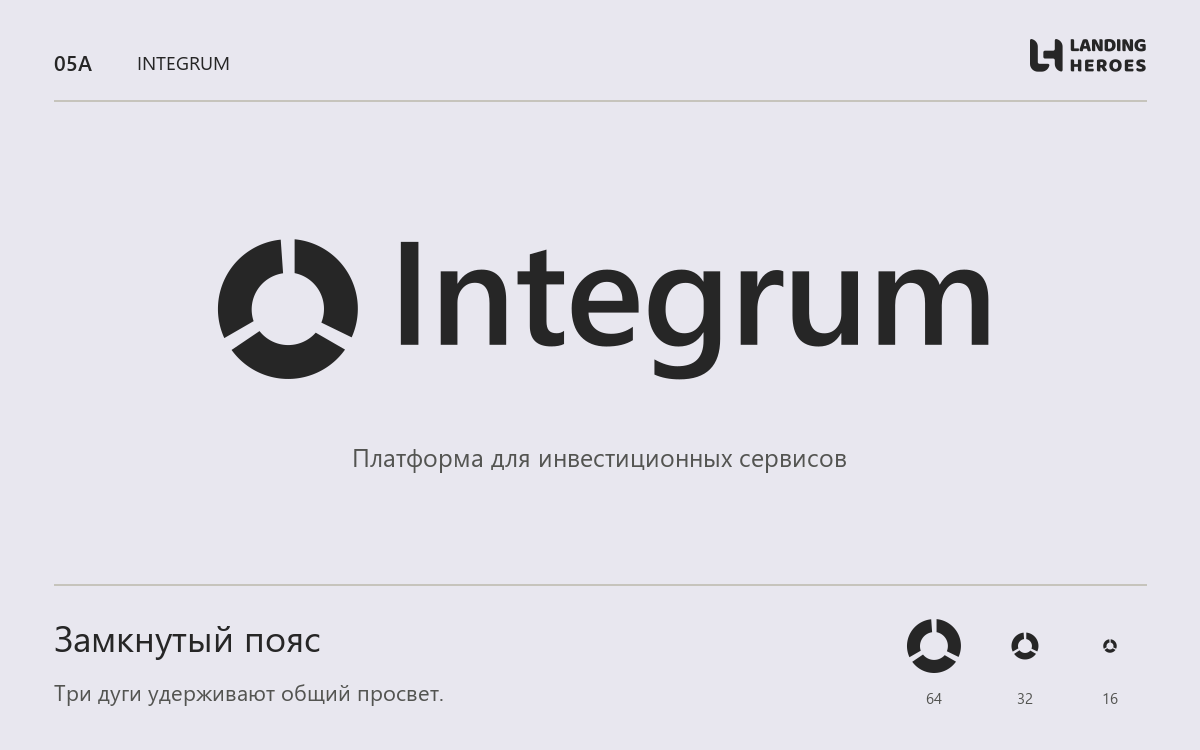 05A INTEGRUM
LANDING
HEROES
Integrum
Платформа для инвестиционных сервисов
Замкнутый пояс
Три дуги удерживают общий просвет.
64 32 16